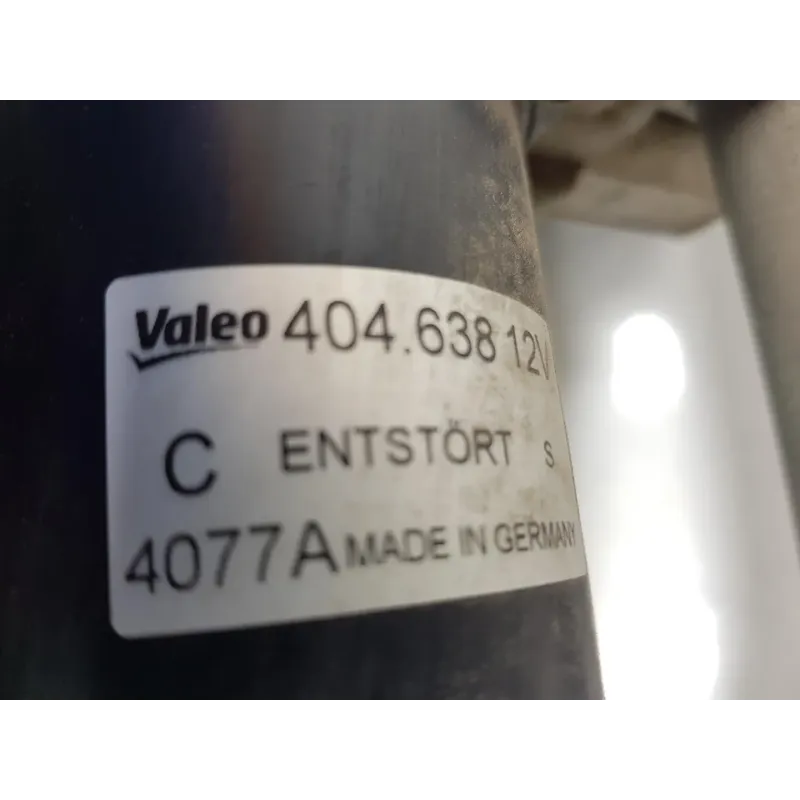 Valeo 404.638 12V
C ENTSTÖRT S
4077A MADE IN GERMANY